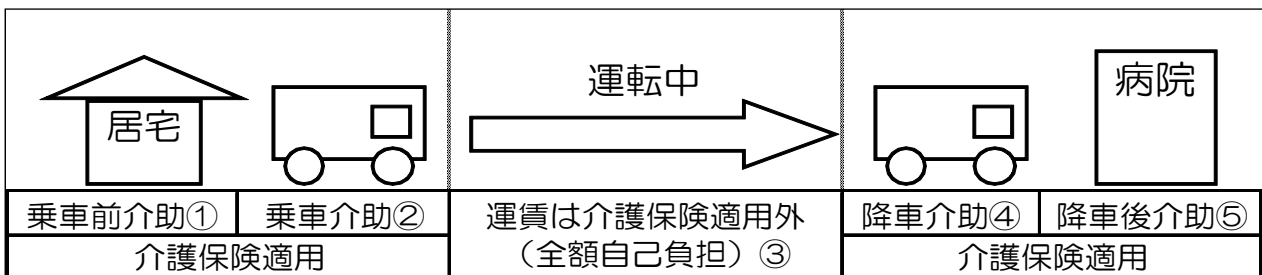 居宅
運転中
病院
乗車前介助①
乗車介助②
運賃は介護保険適用外
（全額自己負担）③
降車介助④
降車後介助⑤
介護保険適用
介護保険適用